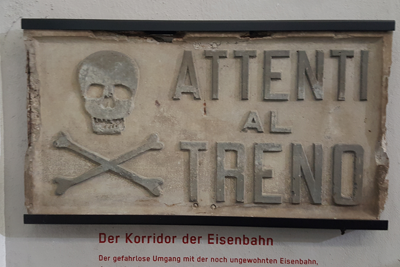 ATTENTI
AL
TRENO
Der Korridor der Eisenbahn
Der gefahrlose Umgang mit der noch ungewohnten Eisenbahn,